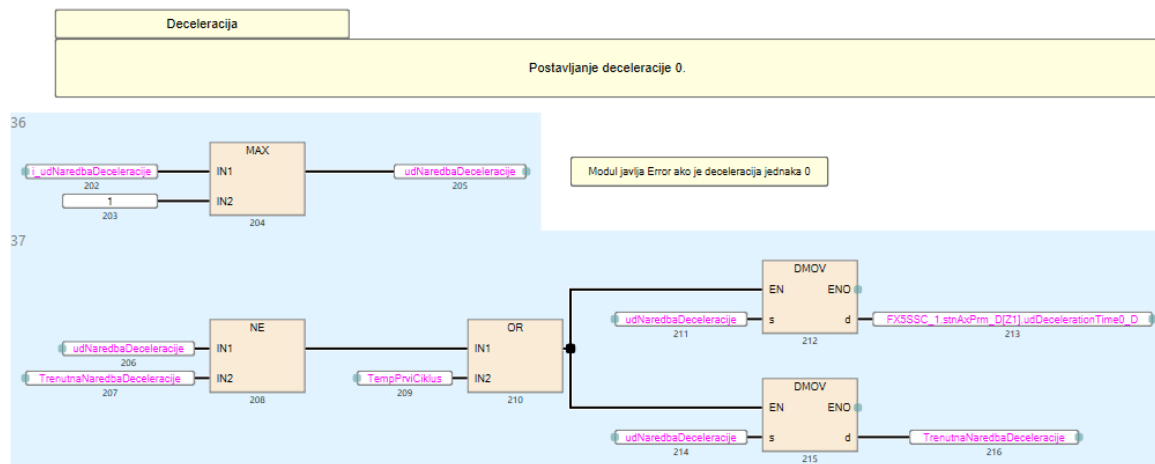 Deceleracija
Postavljanje deceleracije 0.
36
MAX
i_udNaredbaDeceleracije
IN1
udNaredbaDeceleracije
202
205
1
IN2
203
204
Modul javlja Error ako je deceleracija jednaka 0
37
DMOV
EN
ENO
udNaredbaDeceleracije
s
d
FX5SSC_1.stnAxPrm_D[Z1].udDecelerationTime0_D
211
212
213
NE
OR
udNaredbaDeceleracije
IN1
IN1
206
TrenutnaNaredbaDeceleracije
IN2
TempPrviCiklus
IN2
207
208
209
210
DMOV
EN
ENO
udNaredbaDeceleracije
s
d
TrenutnaNaredbaDeceleracije
214
215
216